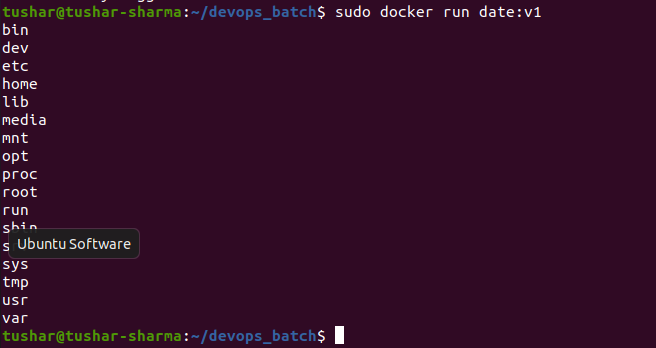 tushar@tushar-sharma:~/devops_batch$ sudo docker run date:v1
bin
dev
etc
home
lib
media
mnt
opt
proc
root
run
sbin
Ubuntu Software
sys
tmp
usr
var
tushar@tushar-sharma:~/devops_batch$